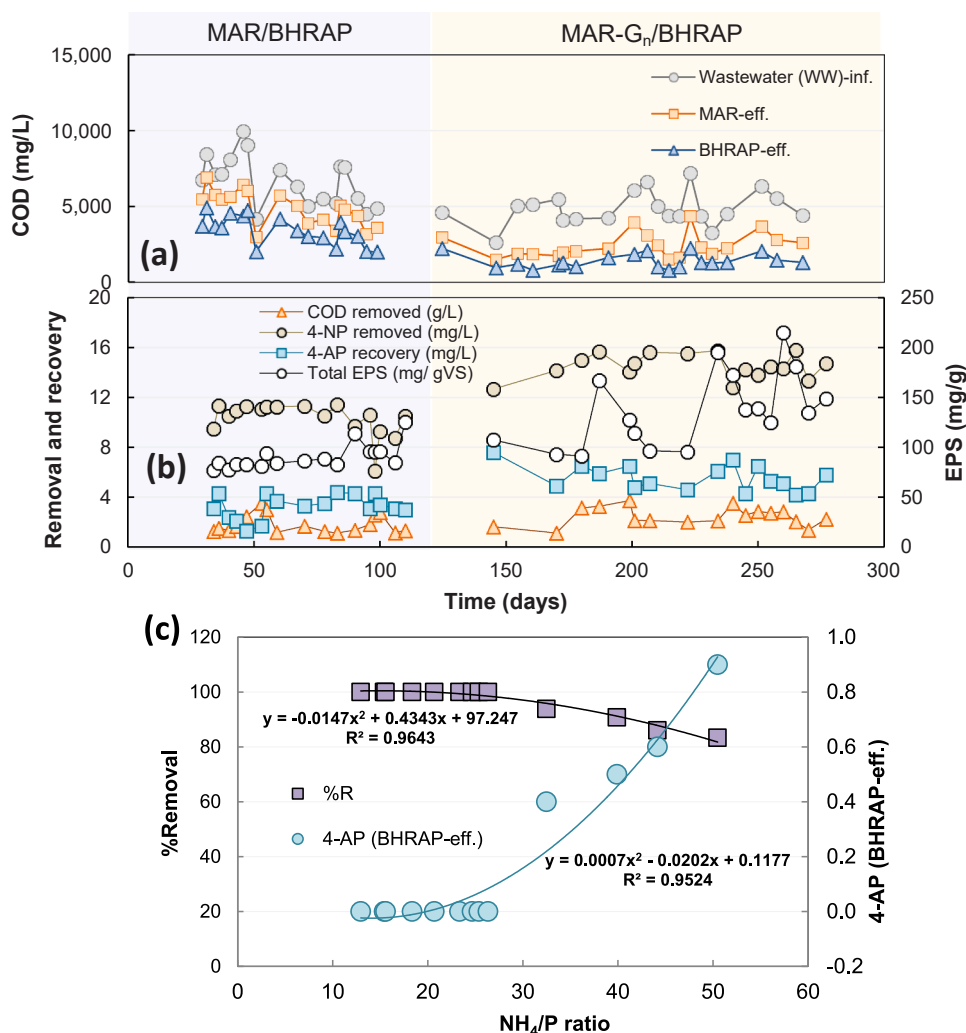 MAR/BHRAP
MAR-Gn/BHRAP
15,000
10,000
5,000
0
COD (mg/L)
Wastewater (WW)-inf.
MAR-eff.
BHRAP-eff.
(a)
20
16
12
8
4
0
Removal and recovery
COD removed (g/L)
4-NP removed (mg/L)
4-AP recovery (mg/L)
Total EPS (mg/ gVS)
(b)
250
200
150
100
50
0
EPS (mg/g)
0 50 100 150 200 250 300
Time (days)
(c)
120
100
80
60
40
20
0
%Removal
y = -0.0147x² + 0.4343x + 97.247
R² = 0.9643
%R
4-AP (BHRAP-eff.)
y = 0.0007x² - 0.0202x + 0.1177
R² = 0.9524
1.0
0.8
0.6
0.4
0.2
0.0
-0.2
4-AP (BHRAP-eff.)
0 10 20 30 40 50 60
NH₄/P ratio